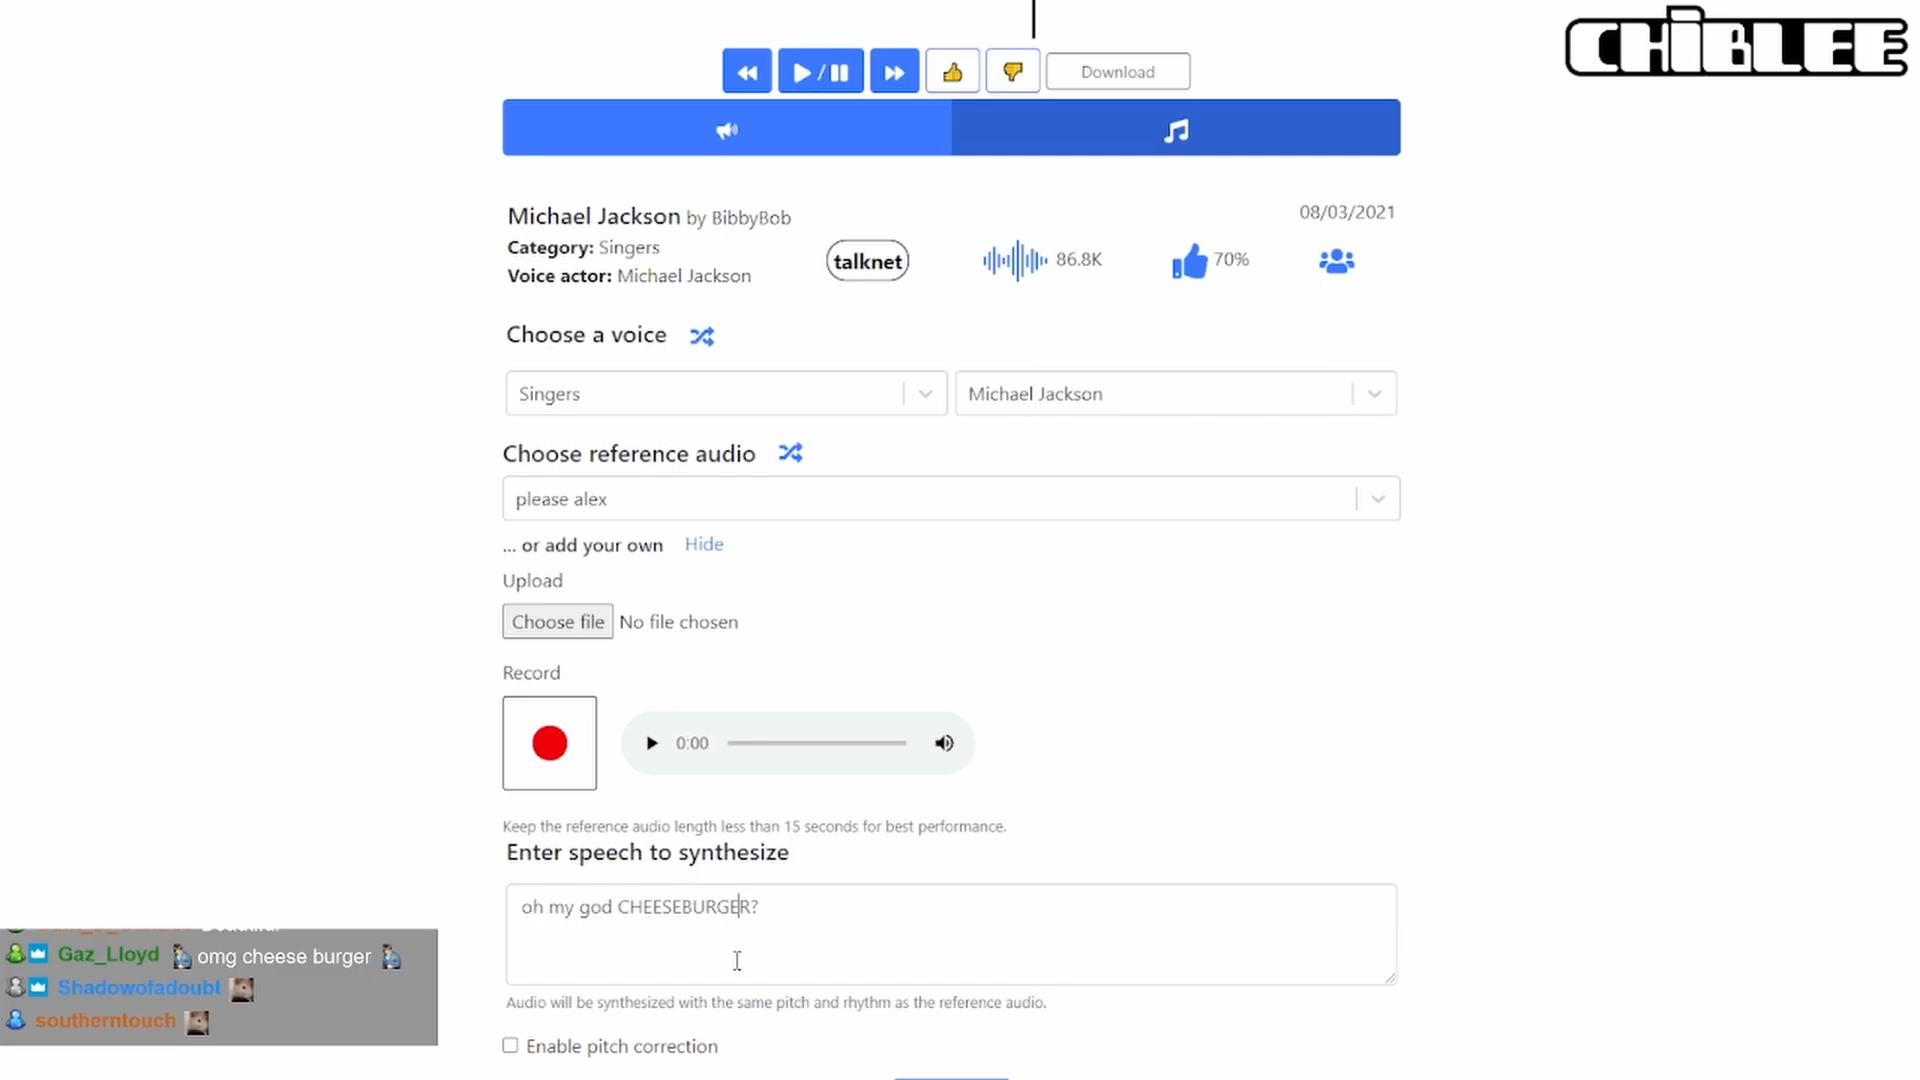 CHIBLEE
/
Download
Michael Jackson by BibbyBob
08/03/2021
Category: Singers
Voice actor: Michael Jackson
talknet
86.8K
70%
Choose a voice
Singers
Michael Jackson
Choose reference audio
please alex
... or add your own Hide
Upload
Choose file No file chosen
Record
0:00
Keep the reference audio length less than 15 seconds for best performance.
Enter speech to synthesize
oh my god CHEESEBURGER?
Audio will be synthesized with the same pitch and rhythm as the reference audio.
Enable pitch correction
Gaz_Lloyd omg cheese burger
Shadowofadoubt
southerntouch